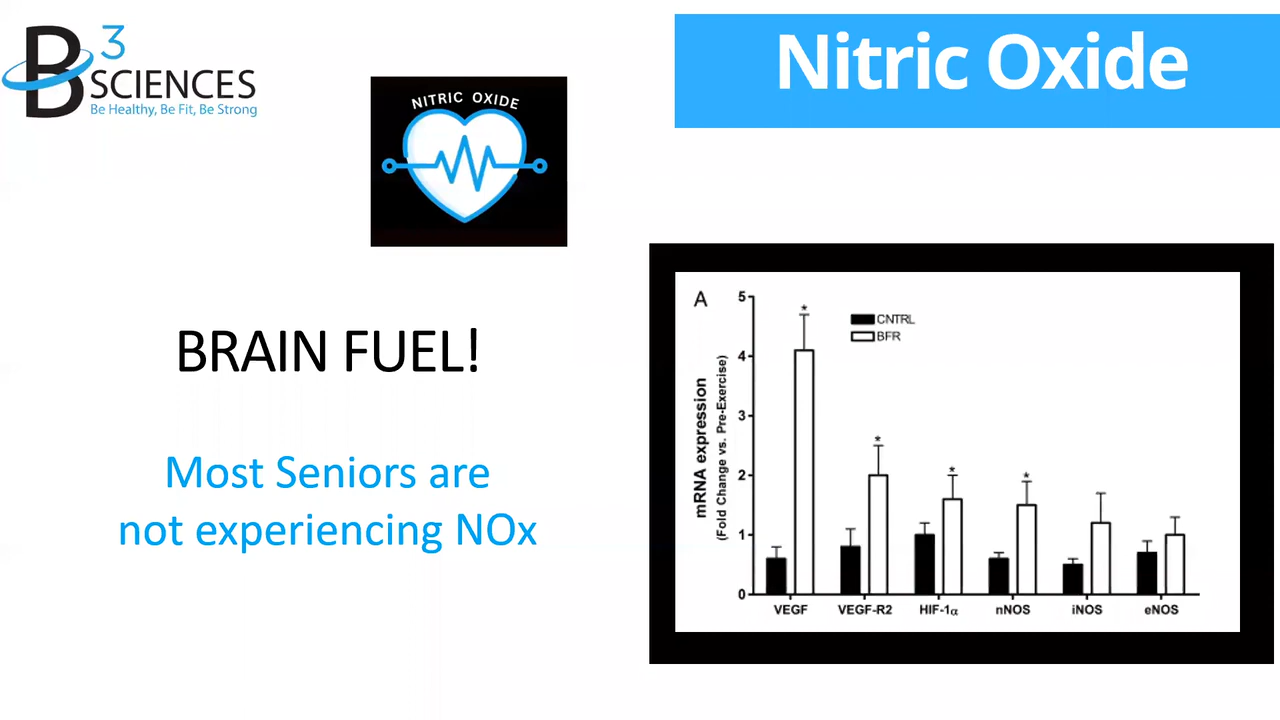 B3 SCIENCES
Be Healthy, Be Fit, Be Strong
Nitric Oxide
NITRIC OXIDE
BRAIN FUEL!
Most Seniors are
not experiencing NOx
A
CNTRL
BFR
mRNA expression
(Fold Change vs. Pre-Exercise)
5
4
3
2
1
0
*
*
*
*
VEGF VEGF-R2 HIF-1α nNOS iNOS eNOS